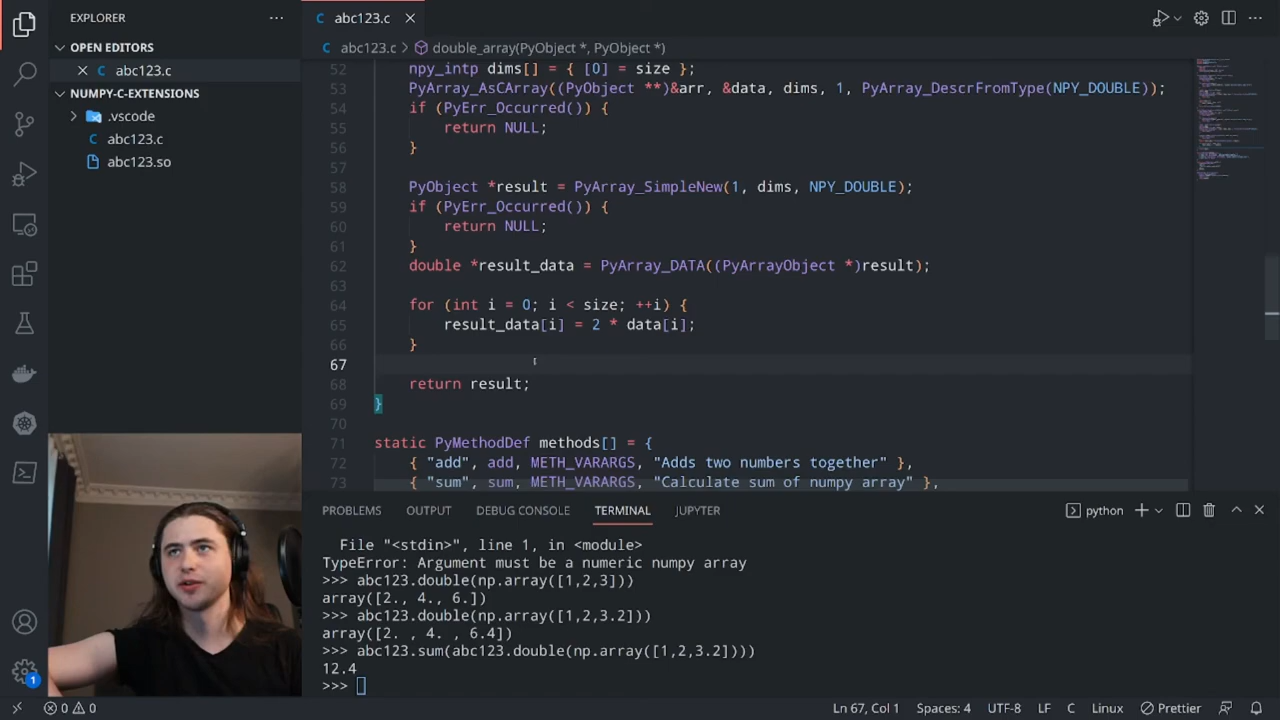 EXPLORER
OPEN EDITORS
abc123.c
NUMPY-C-EXTENSIONS
.vscode
abc123.c
abc123.so
1
abc123.c
abc123.c > double_array(PyObject *, PyObject *)
52 npy_intp dims[] = { [0] = size };
53 PyArray_AsCArray((PyObject **)&arr, &data, dims, 1, PyArray_DescrFromType(NPY_DOUBLE));
54 if (PyErr_Occurred()) {
55 return NULL;
56 }
57
58 PyObject *result = PyArray_SimpleNew(1, dims, NPY_DOUBLE);
59 if (PyErr_Occurred()) {
60 return NULL;
61 }
62 double *result_data = PyArray_DATA((PyArrayObject *)result);
63
64 for (int i = 0; i < size; ++i) {
65 result_data[i] = 2 * data[i];
66 }
67
68 return result;
69 }
70
71 static PyMethodDef methods[] = {
72 { "add", add, METH_VARARGS, "Adds two numbers together" },
73 { "sum", sum, METH_VARARGS, "Calculate sum of numpy array" },
PROBLEMS OUTPUT DEBUG CONSOLE TERMINAL JUPYTER python
File "<stdin>", line 1, in <module>
TypeError: Argument must be a numeric numpy array
>>> abc123.double(np.array([1,2,3]))
array([2., 4., 6.])
>>> abc123.double(np.array([1,2,3.2]))
array([2. , 4. , 6.4])
>>> abc123.sum(abc123.double(np.array([1,2,3.2])))
12.4
>>>
0 0 Ln 67, Col 1 Spaces: 4 UTF-8 LF C Linux Prettier